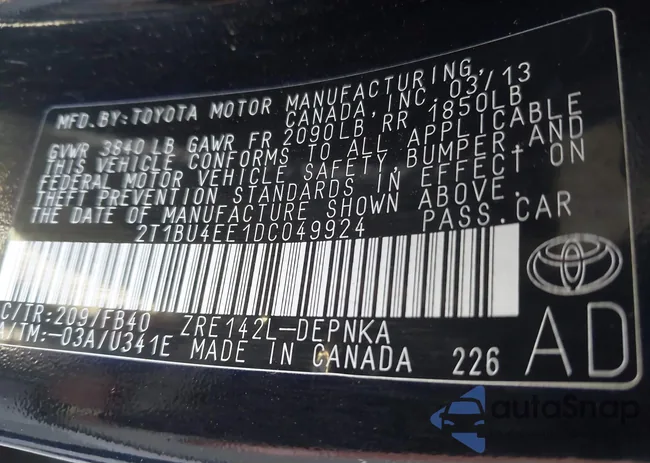 MFD.BY:TOYOTA MOTOR MANUFACTURING,
CANADA, INC. 03/13
GVWR 3840 LB GAWR FR 2090LB RR 1850LB
THIS VEHICLE CONFORMS TO ALL APPLICABLE
FEDERAL MOTOR VEHICLE SAFETY, BUMPER, AND
THEFT PREVENTION STANDARDS IN EFFECT ON
THE DATE OF MANUFACTURE SHOWN ABOVE.
2T1BU4EE1DC049924 PASS.CAR
C/TR:209/FB40 ZRE142L-DEPNKA
A/TM:-03A/U341E MADE IN CANADA 226 AD
autoSnap